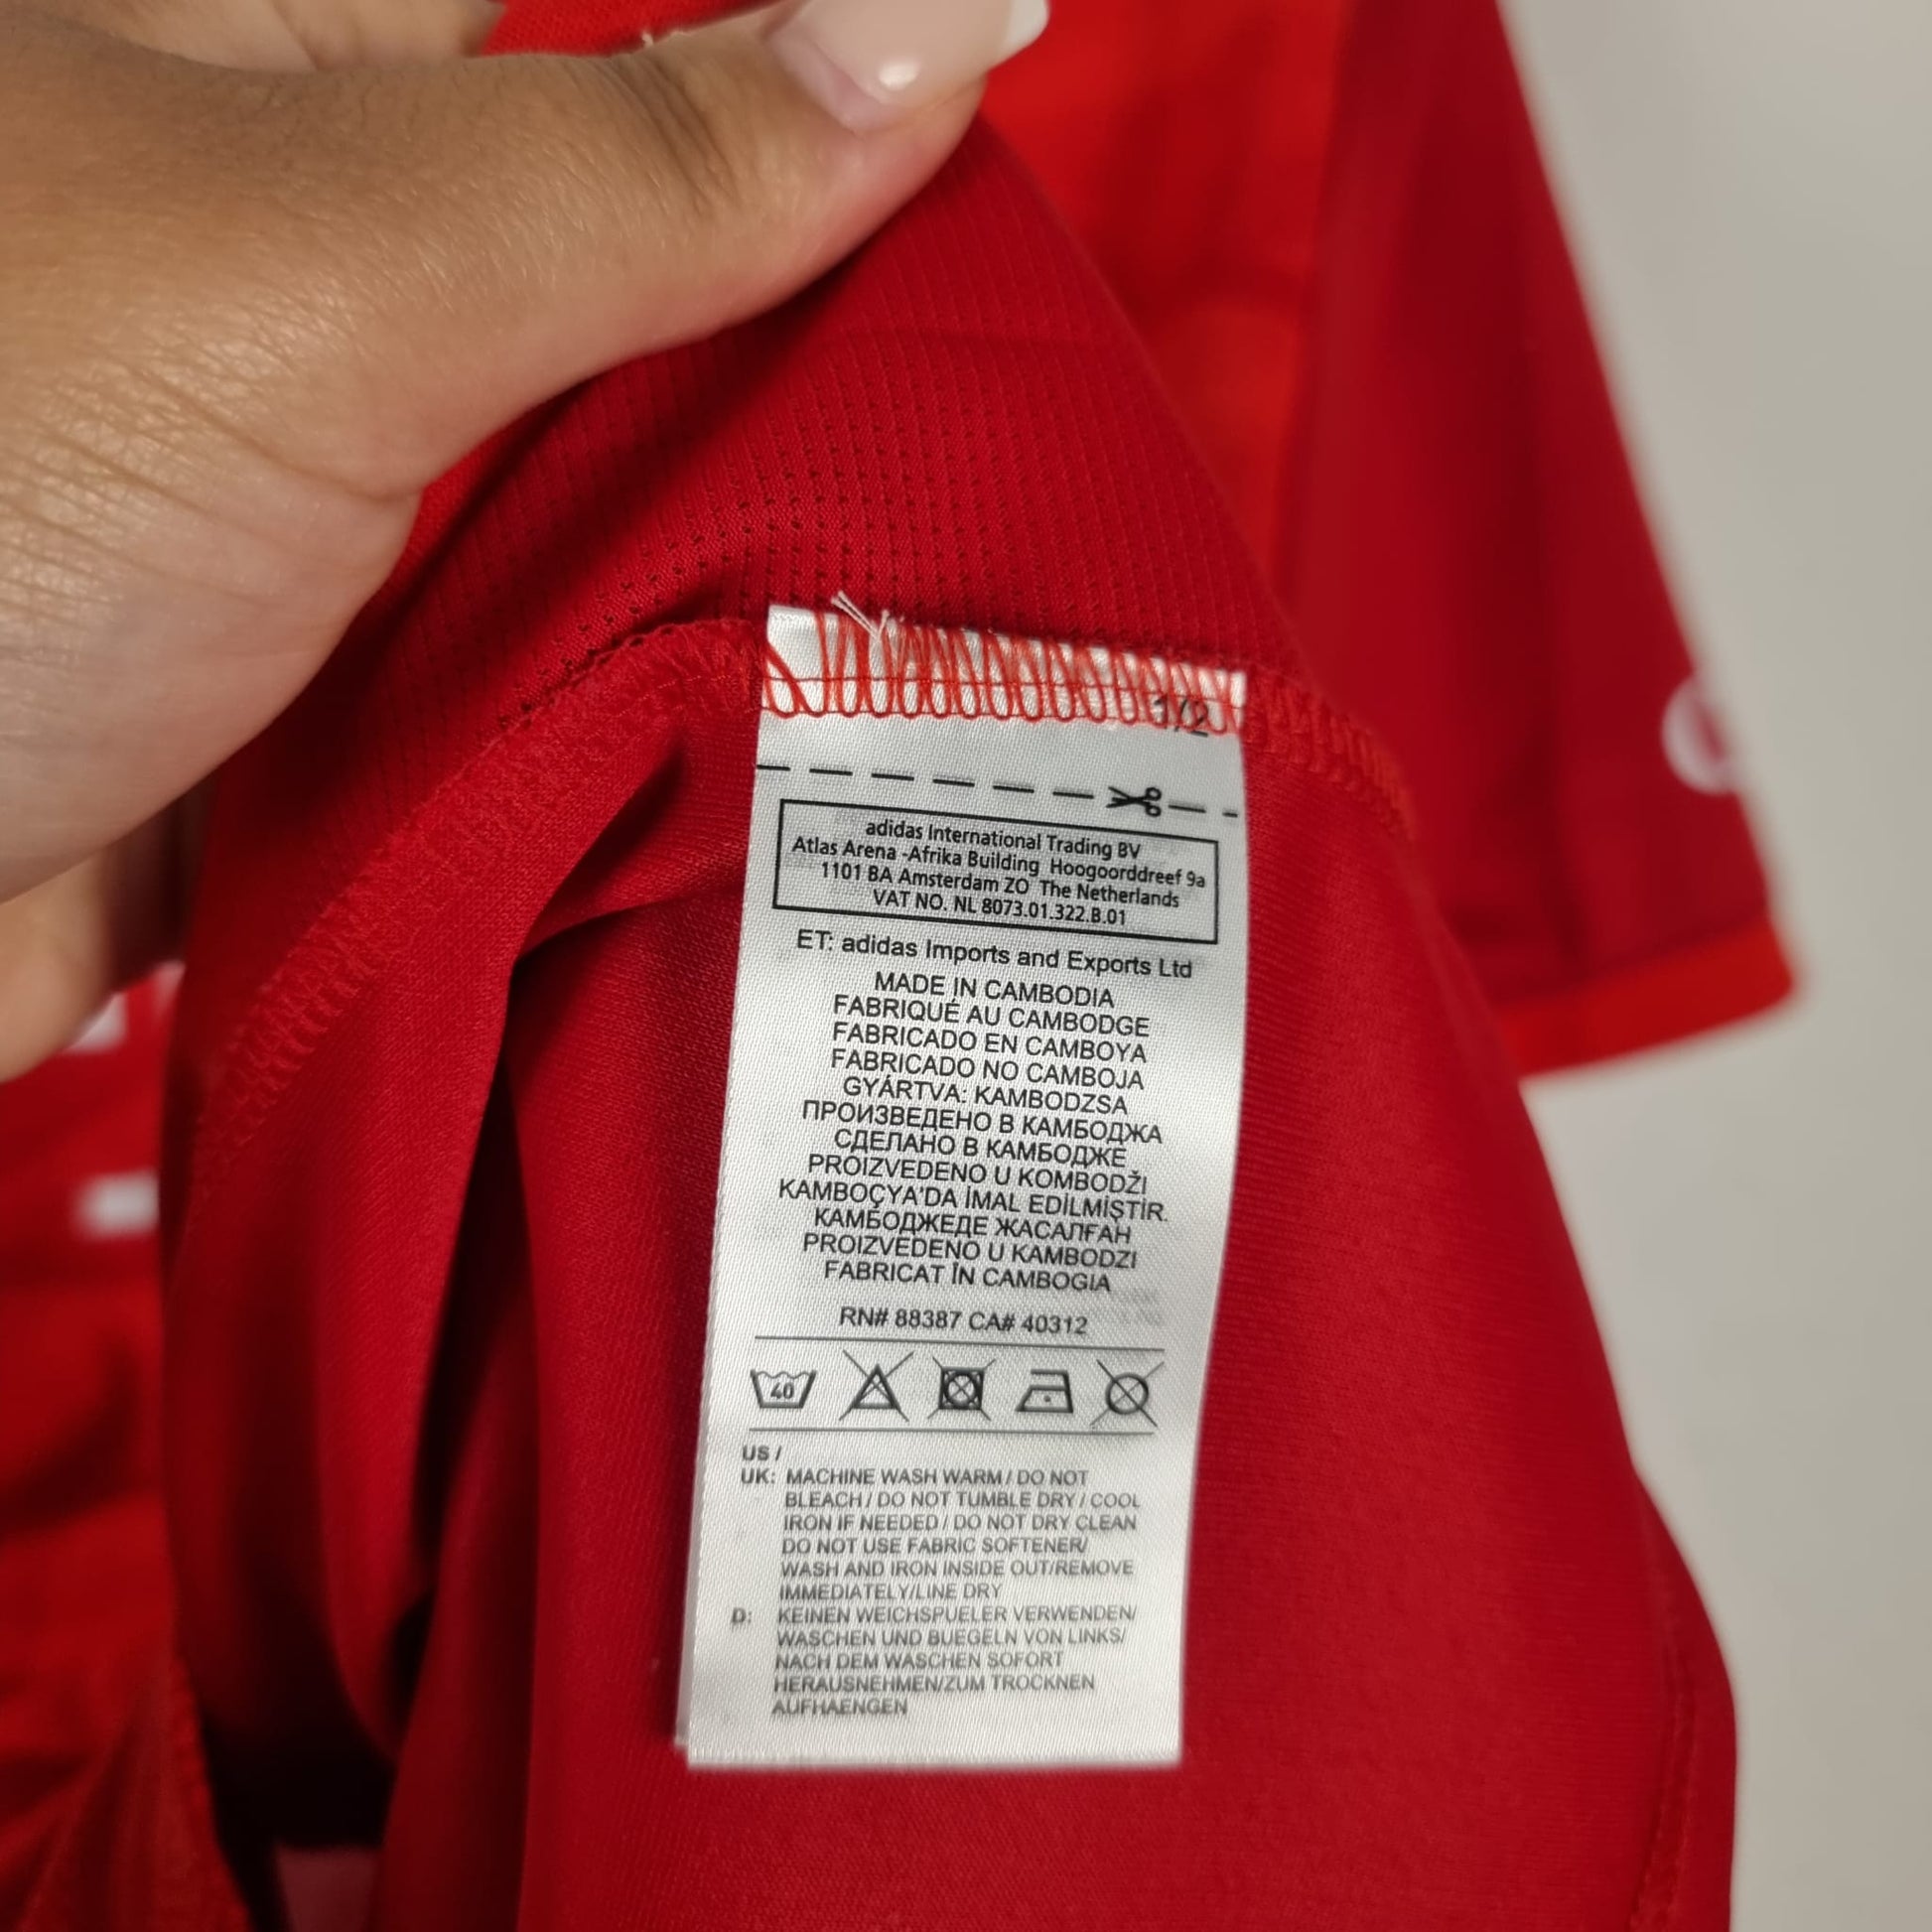 1/2
adidas International Trading BV
Atlas Arena -Afrika Building Hoogoorddreef 9a
1101 BA Amsterdam ZO The Netherlands
VAT NO. NL 8073.01.322.B.01
ET: adidas Imports and Exports Ltd
MADE IN CAMBODIA
FABRIQUÉ AU CAMBODGE
FABRICADO EN CAMBOYA
FABRICADO NO CAMBOJA
GYÁRTVA: KAMBODZSA
ПРОИЗВЕДЕНО В КАМБОДЖА
СДЕЛАНО В КАМБОДЖЕ
PROIZVEDENO U KOMBODŽI
KAMBOÇYA'DA İMAL EDİLMİŞTİR.
КАМБОДЖЕДЕ ЖАСАЛҒАН
PROIZVEDENO U KAMBODZI
FABRICAT ÎN CAMBOGIA
RN# 88387 CA# 40312
40
US /
UK: MACHINE WASH WARM / DO NOT
BLEACH / DO NOT TUMBLE DRY / COOL
IRON IF NEEDED / DO NOT DRY CLEAN
DO NOT USE FABRIC SOFTENER/
WASH AND IRON INSIDE OUT/REMOVE
IMMEDIATELY/LINE DRY
D: KEINEN WEICHSPUELER VERWENDEN/
WASCHEN UND BUEGELN VON LINKS/
NACH DEM WASCHEN SOFORT
HERAUSNEHMEN/ZUM TROCKNEN
AUFHAENGEN